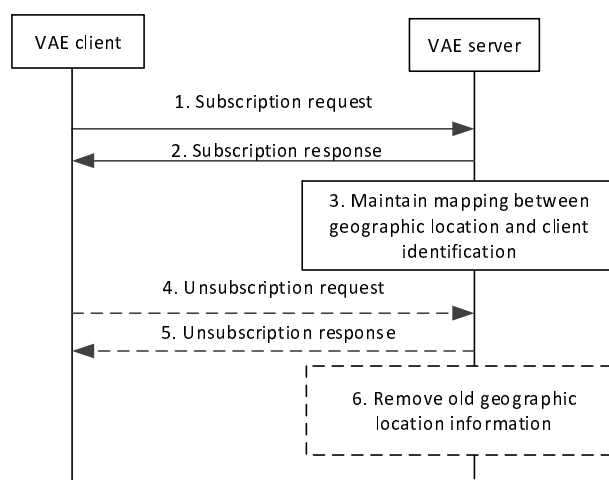 VAE client
VAE server
1. Subscription request
2. Subscription response
3. Maintain mapping between
geographic location and client
identification
4. Unsubscription request
5. Unsubscription response
6. Remove old geographic
location information